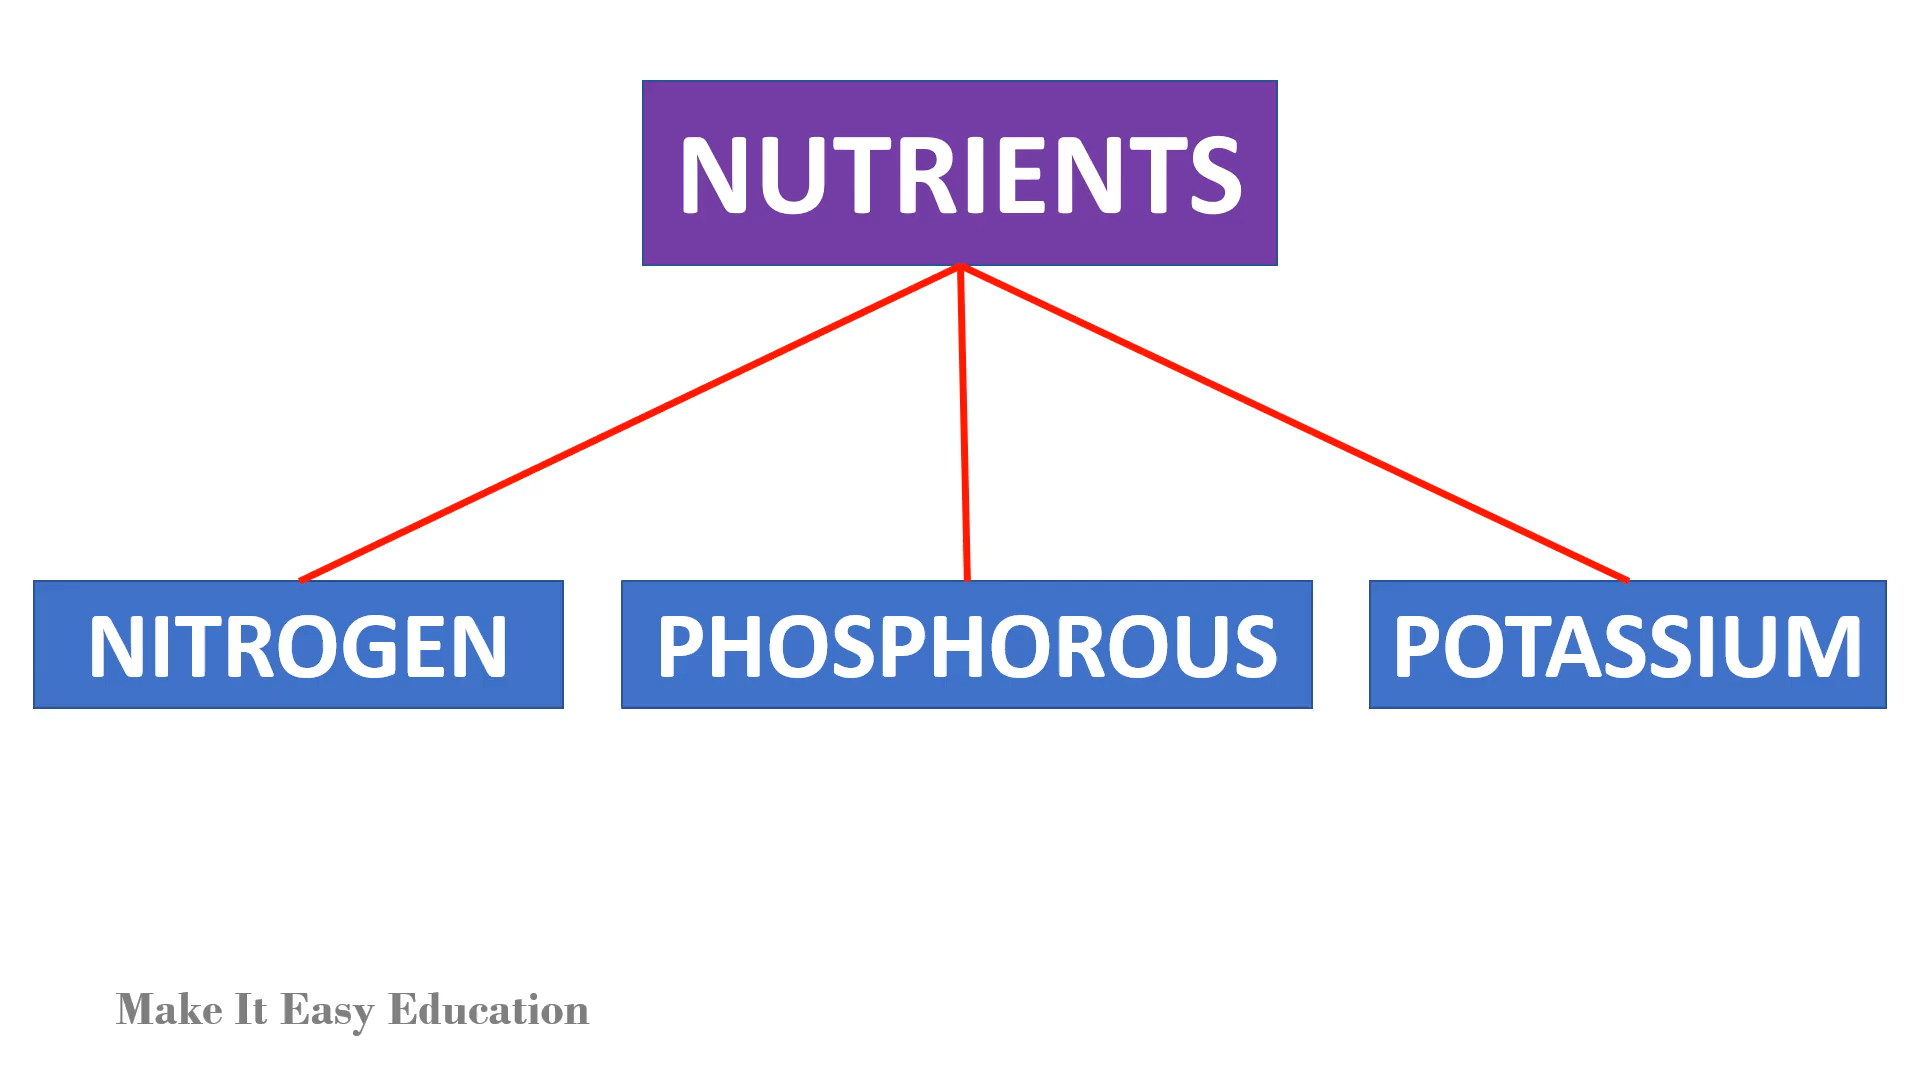 NUTRIENTS
NITROGEN
PHOSPHOROUS
POTASSIUM
Make It Easy Education